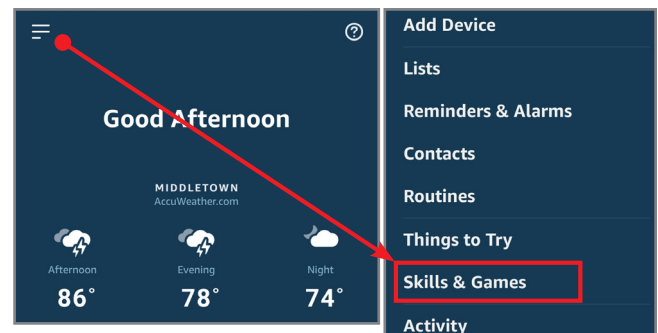 Good Afternoon
MIDDLETOWN
AccuWeather.com
Afternoon Evening Night
86° 78° 74°
Add Device
Lists
Reminders & Alarms
Contacts
Routines
Things to Try
Skills & Games
Activity